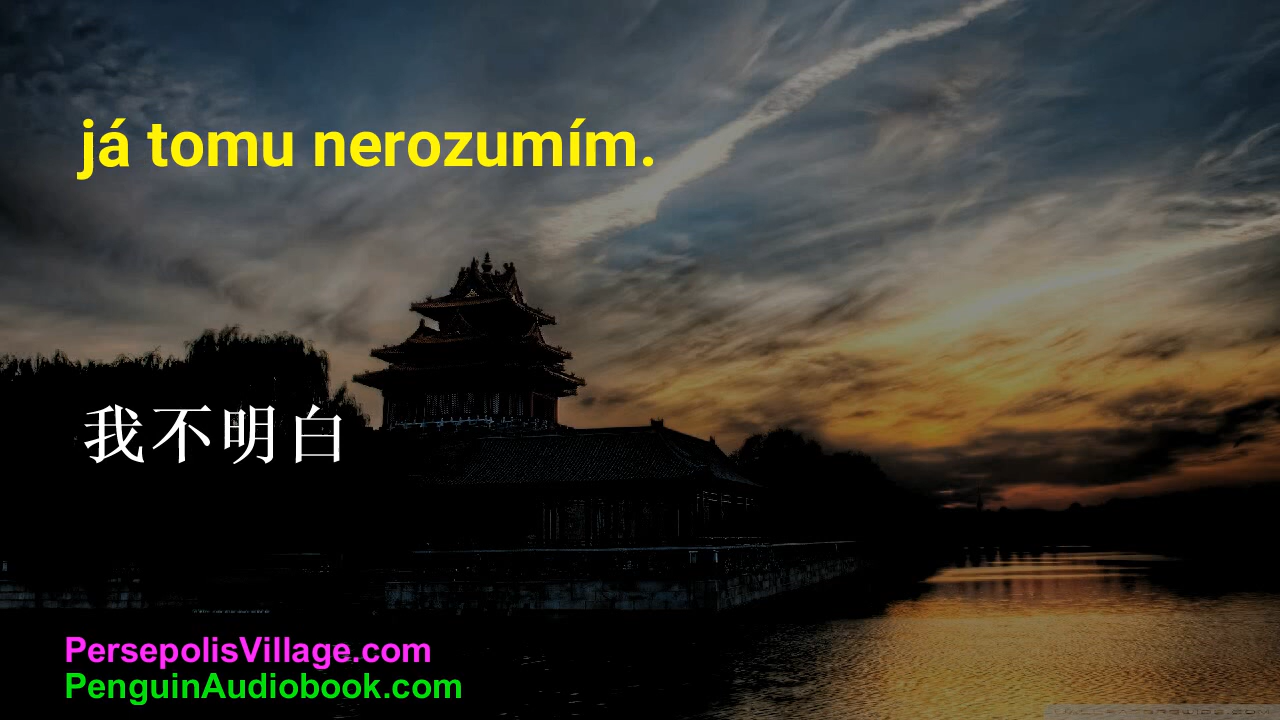 já tomu nerozumím.
我不明白
PersepolisVillage.com
PenguinAudiobook.com